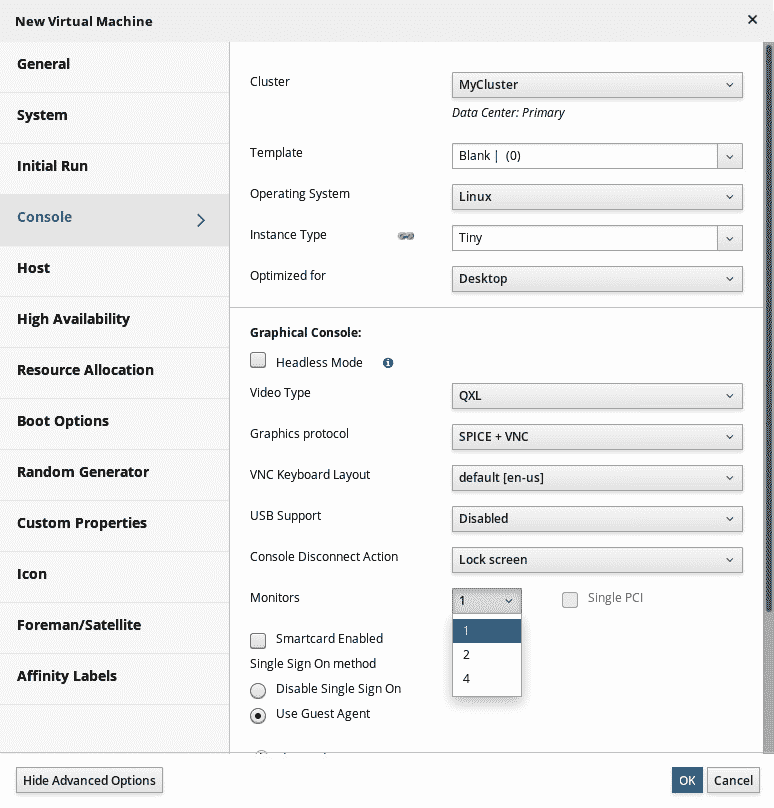 New Virtual Machine
General
System
Initial Run
Console
Host
High Availability
Resource Allocation
Boot Options
Random Generator
Custom Properties
Icon
Foreman/Satellite
Affinity Labels
Cluster MyCluster
Data Center: Primary
Template Blank | (0)
Operating System Linux
Instance Type Tiny
Optimized for Desktop
Graphical Console:
Headless Mode
Video Type QXL
Graphics protocol SPICE + VNC
VNC Keyboard Layout default [en-us]
USB Support Disabled
Console Disconnect Action Lock screen
Monitors 1 Single PCI
1
2
4
Smartcard Enabled
Single Sign On method
Disable Single Sign On
Use Guest Agent
Hide Advanced Options OK Cancel